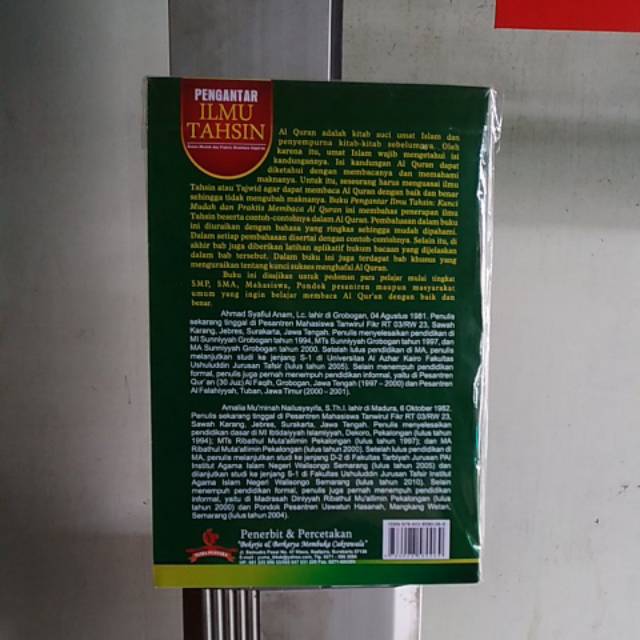 PENGANTAR
ILMU
TAHSIN
Al Quran adalah kitab suci umat Islam dan
penyempurna kitab-kitab sebelumnya. Oleh
karena itu, umat Islam wajib mengetahui isi
kandungannya. Isi kandungan Al Quran dapat
diketahui dengan membacanya dan memahami
maknanya. Untuk itu, seseorang harus menguasai ilmu
Tahsin atau Tajwid agar dapat membaca Al Quran dengan baik dan benar
sehingga tidak mengubah maknanya. Buku Pengantar Ilmu Tahsin: Kunci
Mudah dan Praktis Membaca Al Quran ini membahas penerapan ilmu
Tahsin beserta contoh-contohnya dalam Al Quran. Pembahasan dalam buku
ini diuraikan dengan bahasa yang ringkas sehingga mudah dipahami.
Dalam setiap pembahasan disertai dengan contoh-contohnya. Selain itu, di
akhir bab juga diberikan latihan aplikatif hukum bacaan yang dijelaskan
dalam bab tersebut. Dalam buku ini juga terdapat bab khusus yang
menguraikan tentang kunci sukses menghafal Al Quran.
Buku ini disajikan untuk pedoman para pelajar mulai tingkat
SMP, SMA, Mahasiswa, Pondok pesantren maupun masyarakat
umum yang ingin belajar membaca Al Qur'an dengan baik dan
benar.
Ahmad Syaiful Anam, Lc. lahir di Grobogan, 04 Agustus 1981. Penulis
sekarang tinggal di Pesantren Mahasiswa Tanwirul Fikr RT 03/RW 23, Sawah
Karang, Jebres, Surakarta, Jawa Tengah. Penulis menyelesaikan pendidikan di
MI Sunniyyah Grobogan tahun 1994, MTs Sunniyyah Grobogan tahun 1997, dan
MA Sunniyyah Grobogan tahun 2000. Setelah lulus pendidikan di MA, penulis
melanjutkan studi ke jenjang S-1 di Universitas Al Azhar Kairo Fakultas
Ushuluddin Jurusan Tafsir (lulus tahun 2005). Selain menempuh pendidikan
formal, penulis juga pernah menempuh pendidikan informal, yaitu di Pesantren
Qur'an (30 Juz) Al Faqih, Grobogan, Jawa Tengah (1997 – 2000) dan Pesantren
Al Falahiyyah, Tuban, Jawa Timur (2000 – 2001).
Amalia Mu'minah Nailusysyifa, S.Th.I. lahir di Madura, 6 Oktober 1982.
Penulis sekarang tinggal di Pesantren Mahasiswa Tanwirul Fikr RT 03/RW 23,
Sawah Karang, Jebres, Surakarta, Jawa Tengah. Penulis menyelesaikan
pendidikan dasar di MI Ibtidaiyyah Islamiyyah, Pekalongan (lulus tahun
1994); MTs Ribathul Muta'allimin Pekalongan (lulus tahun 1997); dan MA
Ribathul Muta'allimin Pekalongan (lulus tahun 2000). Setelah lulus pendidikan di
MA, penulis melanjutkan studi ke jenjang D-2 di Fakultas Tarbiyah Jurusan PAI
Institut Agama Islam Negeri Walisongo Semarang (lulus tahun 2005) dan
dilanjutkan studi ke jenjang S-1 di Fakultas Ushuluddin Jurusan Tafsir Institut
Agama Islam Negeri Walisongo Semarang (lulus tahun 2010). Selain
menempuh pendidikan formal, penulis juga pernah menempuh pendidikan
informal, yaitu di Madrasah Diniyyah Ribathul Mu'allimin Pekalongan (lulus
tahun 2000) dan Pondok Pesantren Uswatun Hasanah, Mangkang Wetan,
Semarang (lulus tahun 2004).
Penerbit & Percetakan
"Bekerja & Berkarya Membuka Cakrawala"